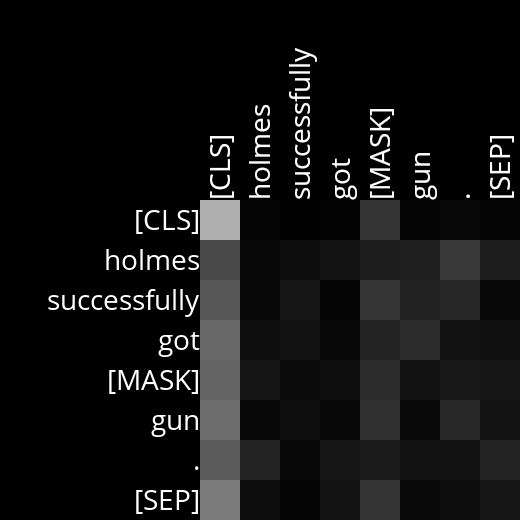 [CLS]
holmes
successfully
got
[MASK]
gun
.
[SEP]
[CLS]
holmes
successfully
got
[MASK]
gun
.
[SEP]